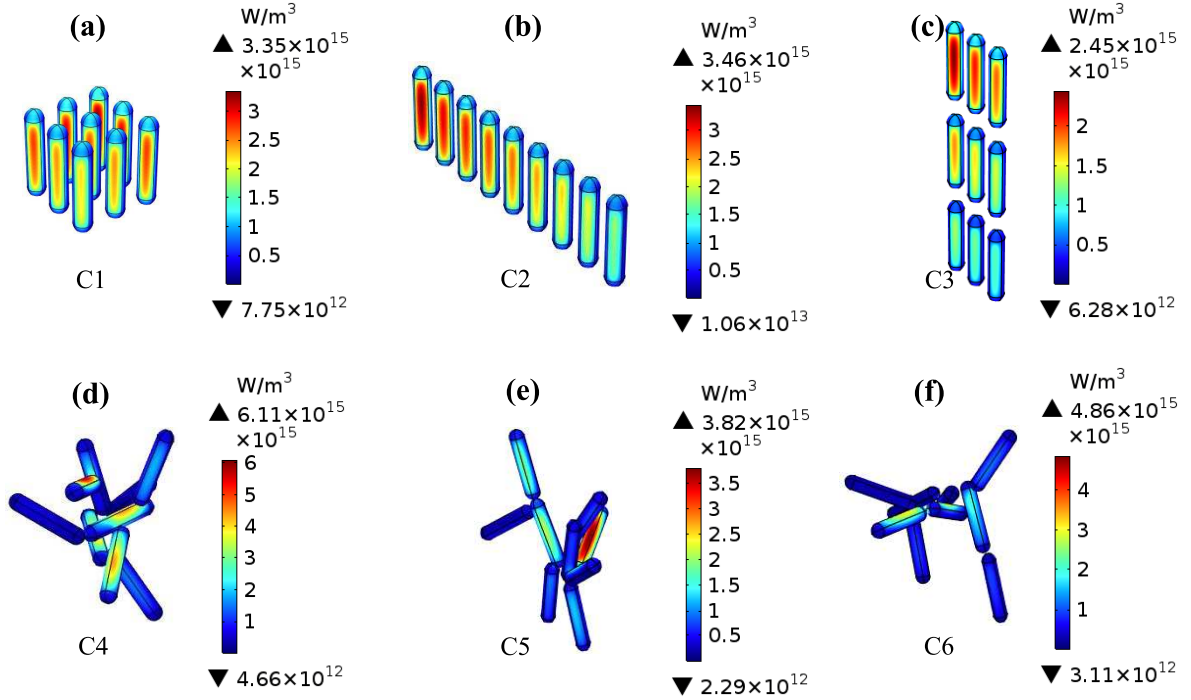 (a)
W/m³
▲ 3.35×10¹⁵
×10¹⁵
3
2.5
2
1.5
1
0.5
▼ 7.75×10¹²
C1
(b)
W/m³
▲ 3.46×10¹⁵
×10¹⁵
3
2.5
2
1.5
1
0.5
▼ 1.06×10¹³
C2
(c)
W/m³
▲ 2.45×10¹⁵
×10¹⁵
2
1.5
1
0.5
▼ 6.28×10¹²
C3
(d)
W/m³
▲ 6.11×10¹⁵
×10¹⁵
6
5
4
3
2
1
▼ 4.66×10¹²
C4
(e)
W/m³
▲ 3.82×10¹⁵
×10¹⁵
3.5
3
2.5
2
1.5
1
0.5
▼ 2.29×10¹²
C5
(f)
W/m³
▲ 4.86×10¹⁵
×10¹⁵
4
3
2
1
▼ 3.11×10¹²
C6